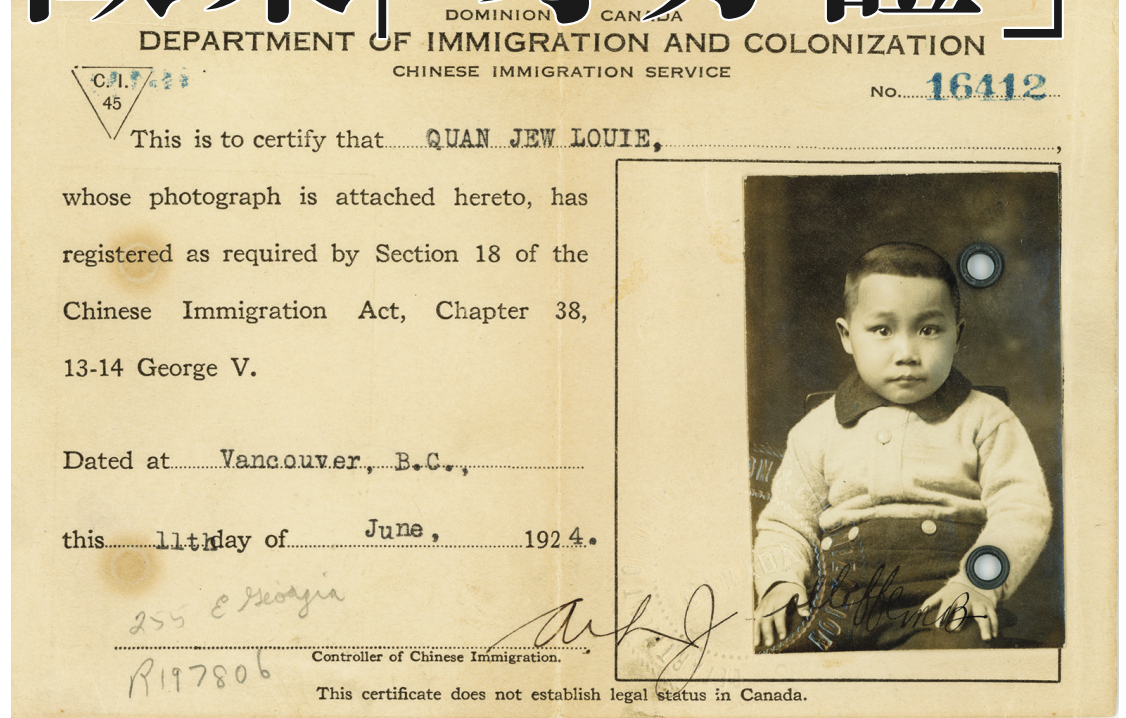 「 」
DOMINION CANADA
DEPARTMENT OF IMMIGRATION AND COLONIZATION
CHINESE IMMIGRATION SERVICE
C.I.
45
No. 16412
This is to certify that QUAN JEW LOUIE, ,
whose photograph is attached hereto, has
registered as required by Section 18 of the
Chinese Immigration Act, Chapter 38,
13-14 George V.
Dated at Vancouver, B.C.,
this 11th day of June, 1924.
255 E Georgia
Controller of Chinese Immigration.
R197806
This certificate does not establish legal status in Canada.